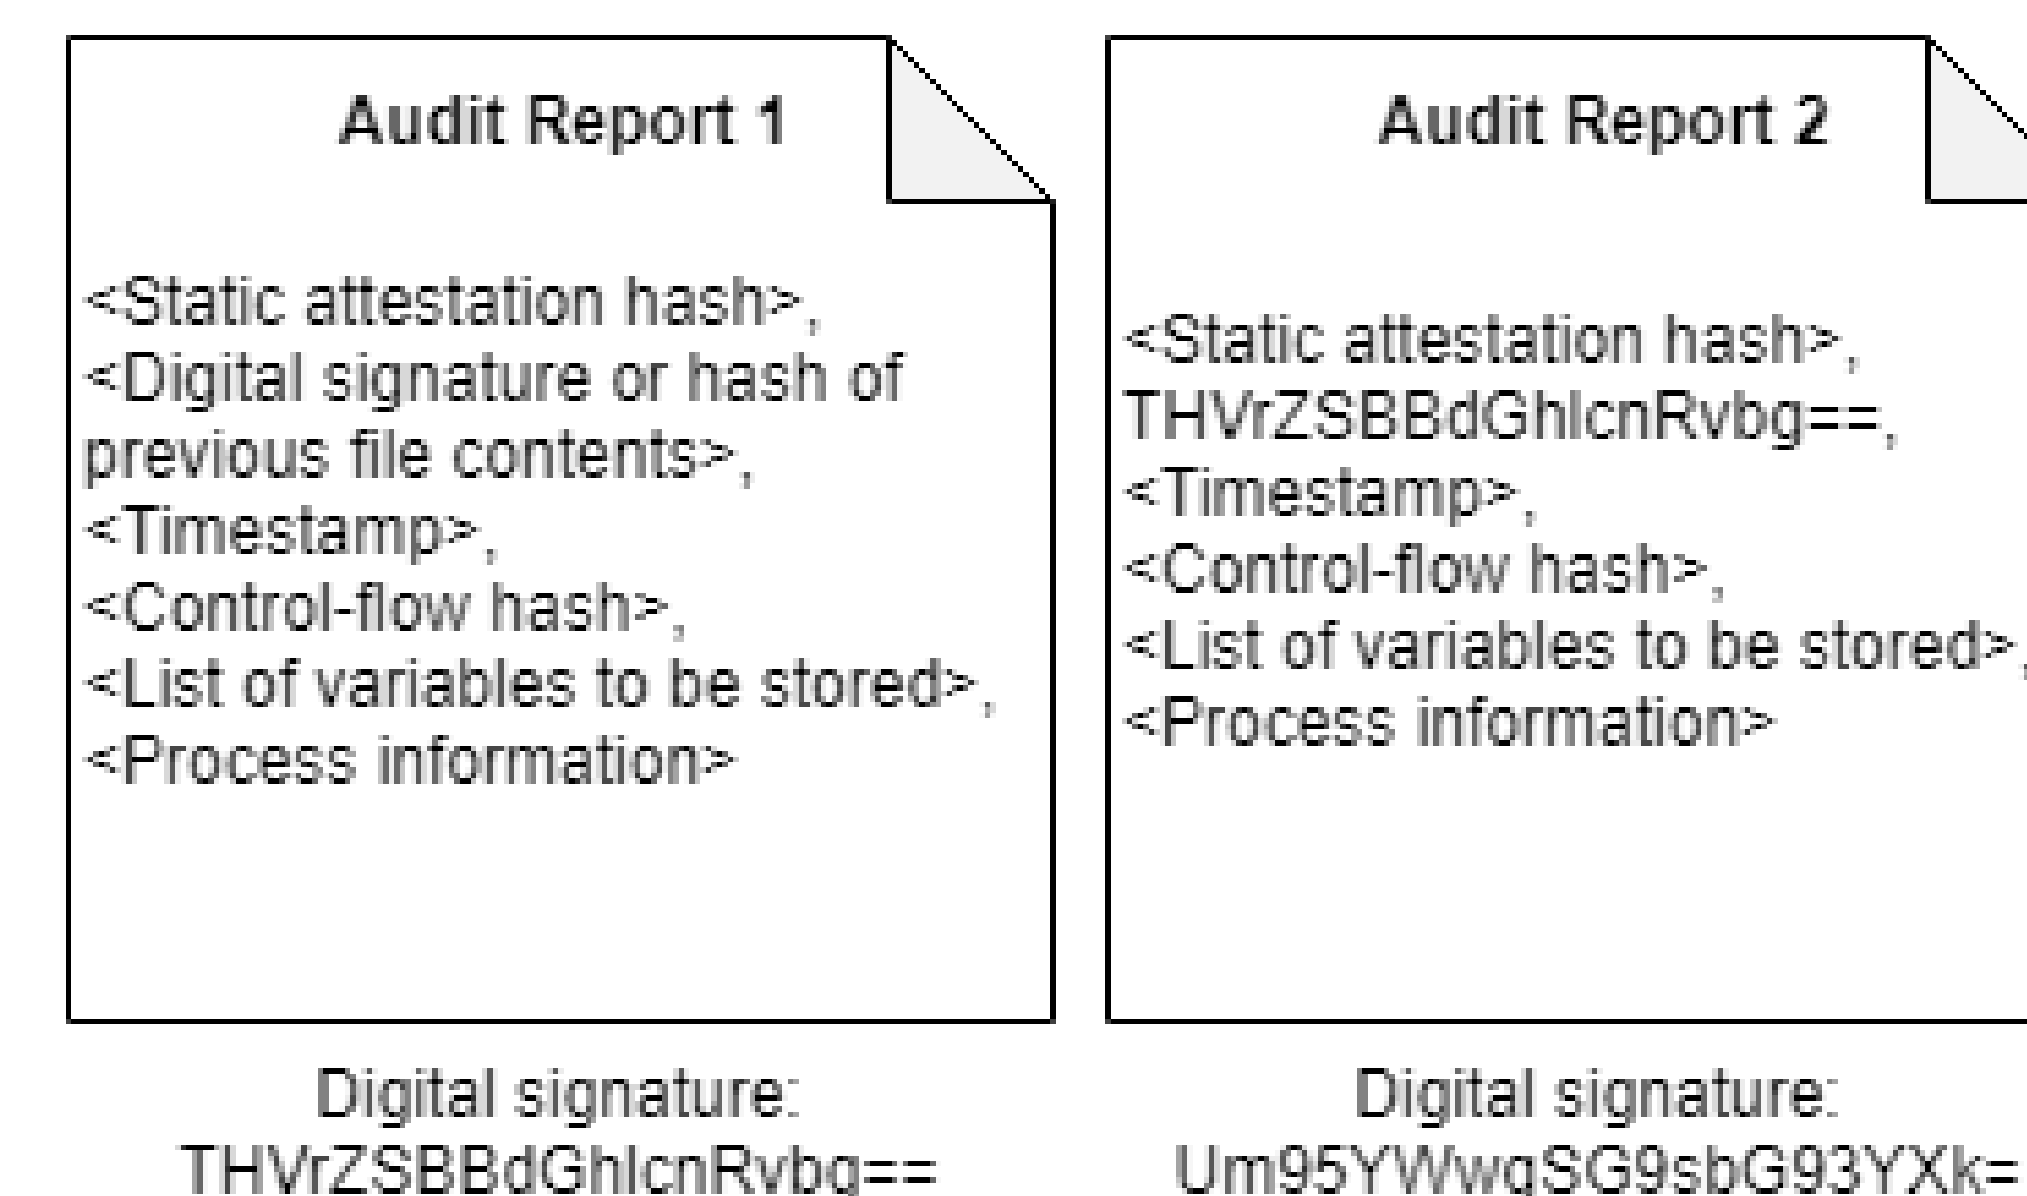 Audit Report 1
<Static attestation hash>,
<Digital signature or hash of
previous file contents>,
<Timestamp>,
<Control-flow hash>,
<List of variables to be stored>,
<Process information>
Digital signature:
THVrZSBBdGhlcnRvbg==
Audit Report 2
<Static attestation hash>,
THVrZSBBdGhlcnRvbg==,
<Timestamp>,
<Control-flow hash>,
<List of variables to be stored>,
<Process information>
Digital signature:
Um95YWwgSG9sbG93YXk=